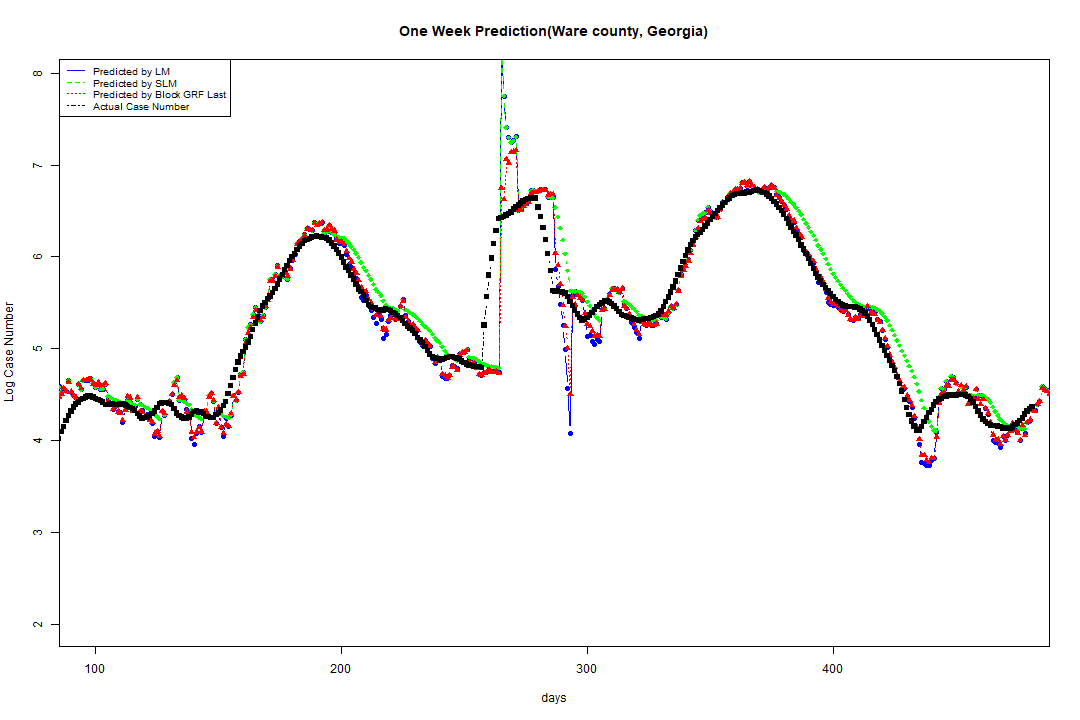 One Week Prediction(Ware county, Georgia)
Predicted by LM
Predicted by SLM
Predicted by Block GRF Last
Actual Case Number
8
7
6
5
4
3
2
Log Case Number
100 200 300 400
days